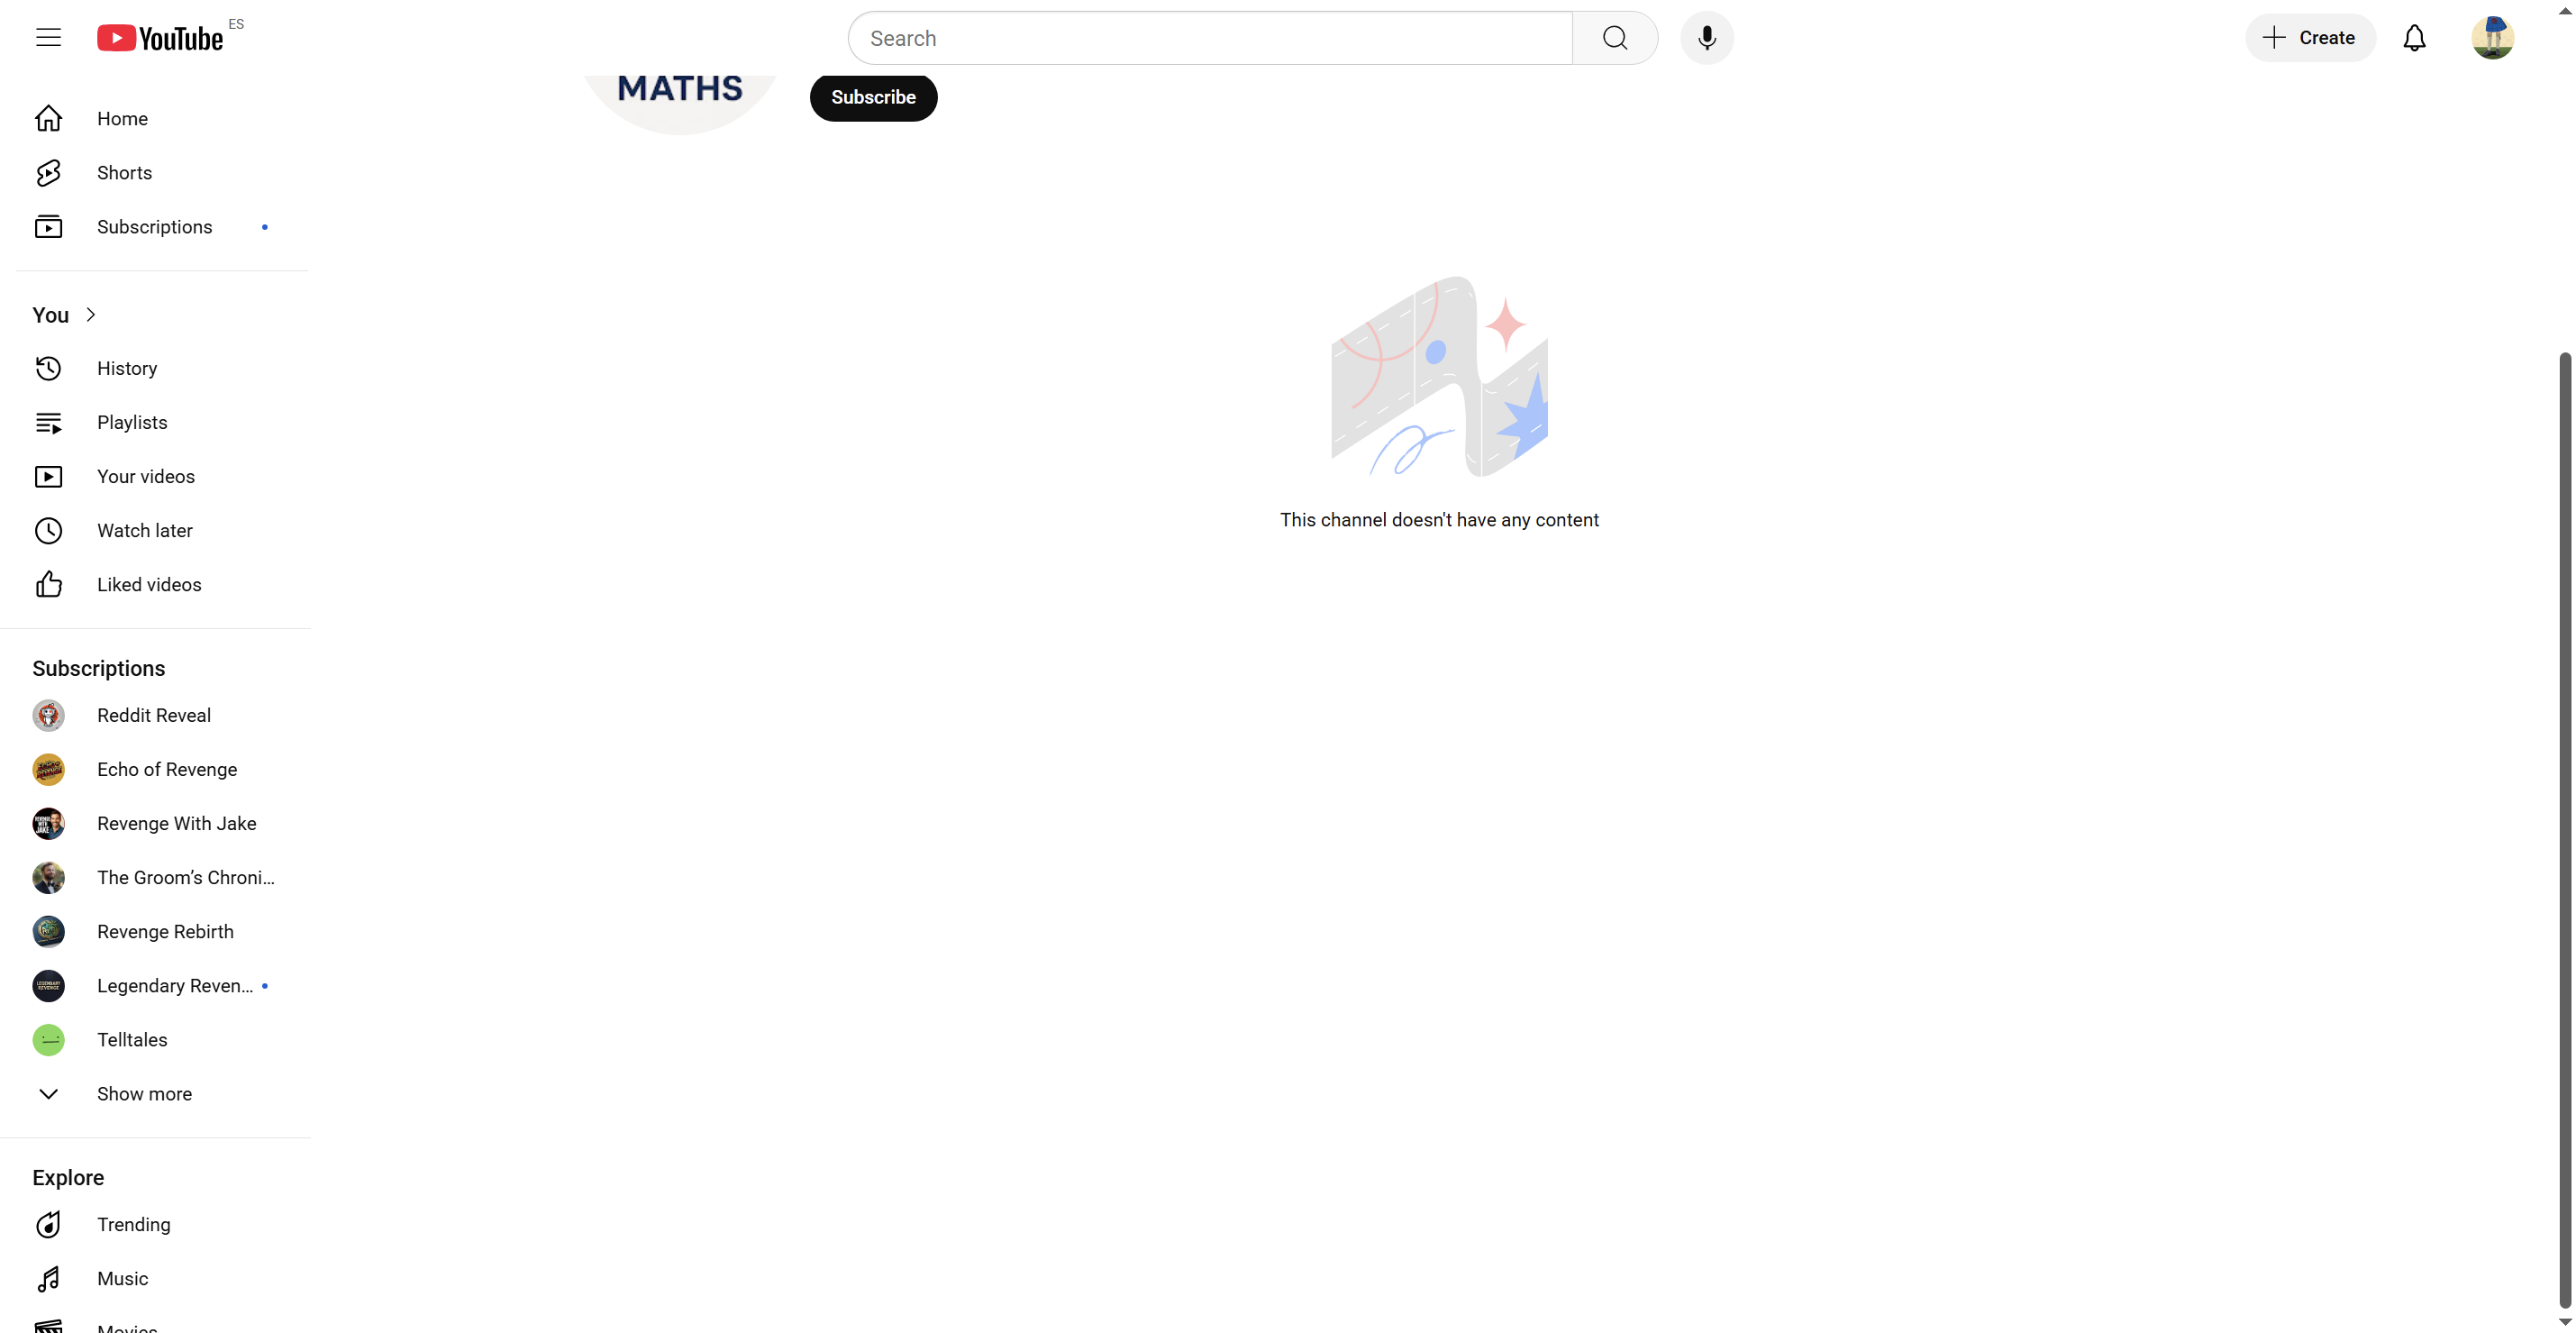 YouTube ES
Search
Create
MATHS
Subscribe
Home
Shorts
Subscriptions
You
History
Playlists
Your videos
Watch later
Liked videos
Subscriptions
Reddit Reveal
Echo of Revenge
Revenge With Jake
The Groom’s Chroni...
Revenge Rebirth
Legendary Reven...
Telltales
Show more
Explore
Trending
Music
Movies
This channel doesn't have any content